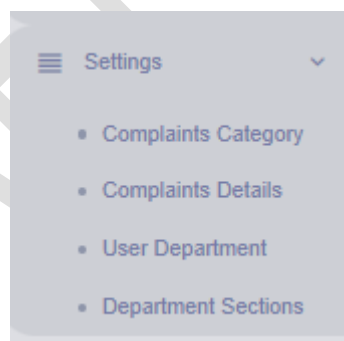 Settings
Complaints Category
Complaints Details
User Department
Department Sections